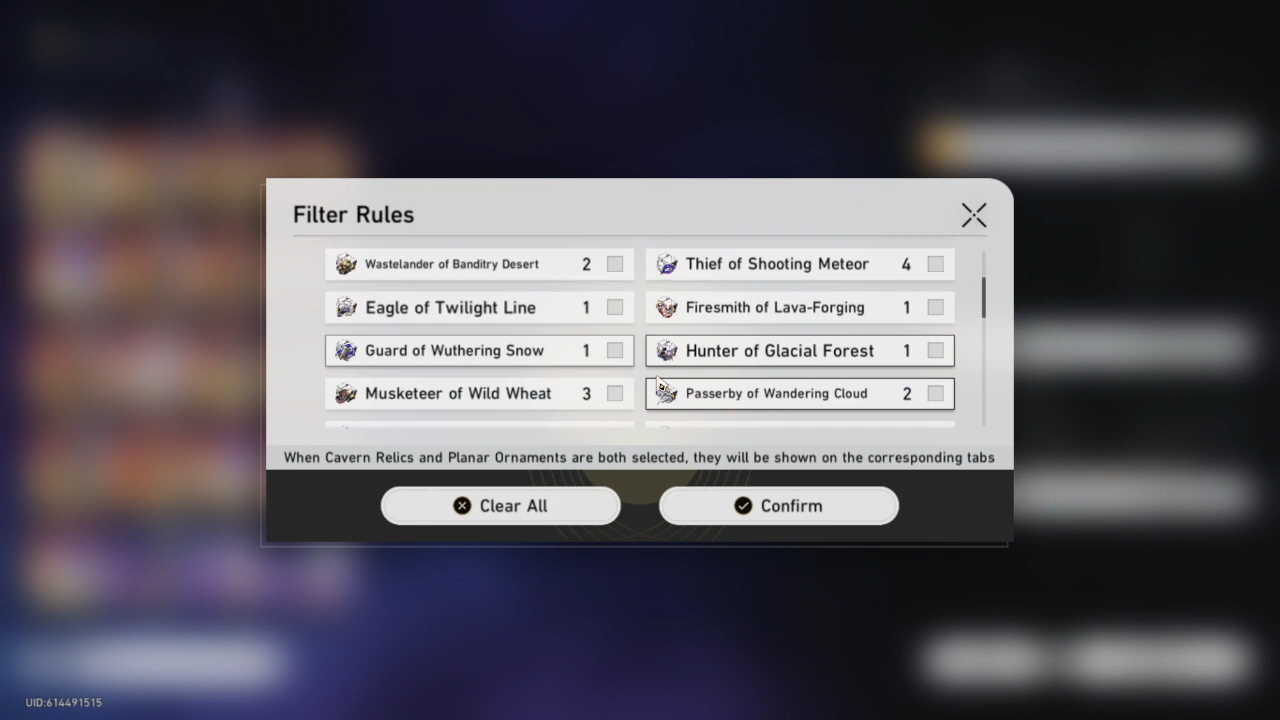 Filter Rules
Wastelander of Banditry Desert 2
Thief of Shooting Meteor 4
Eagle of Twilight Line 1
Firesmith of Lava-Forging 1
Guard of Wuthering Snow 1
Hunter of Glacial Forest 1
Musketeer of Wild Wheat 3
Passerby of Wandering Cloud 2
When Cavern Relics and Planar Ornaments are both selected, they will be shown on the corresponding tabs
Clear All
Confirm
UID:614491515